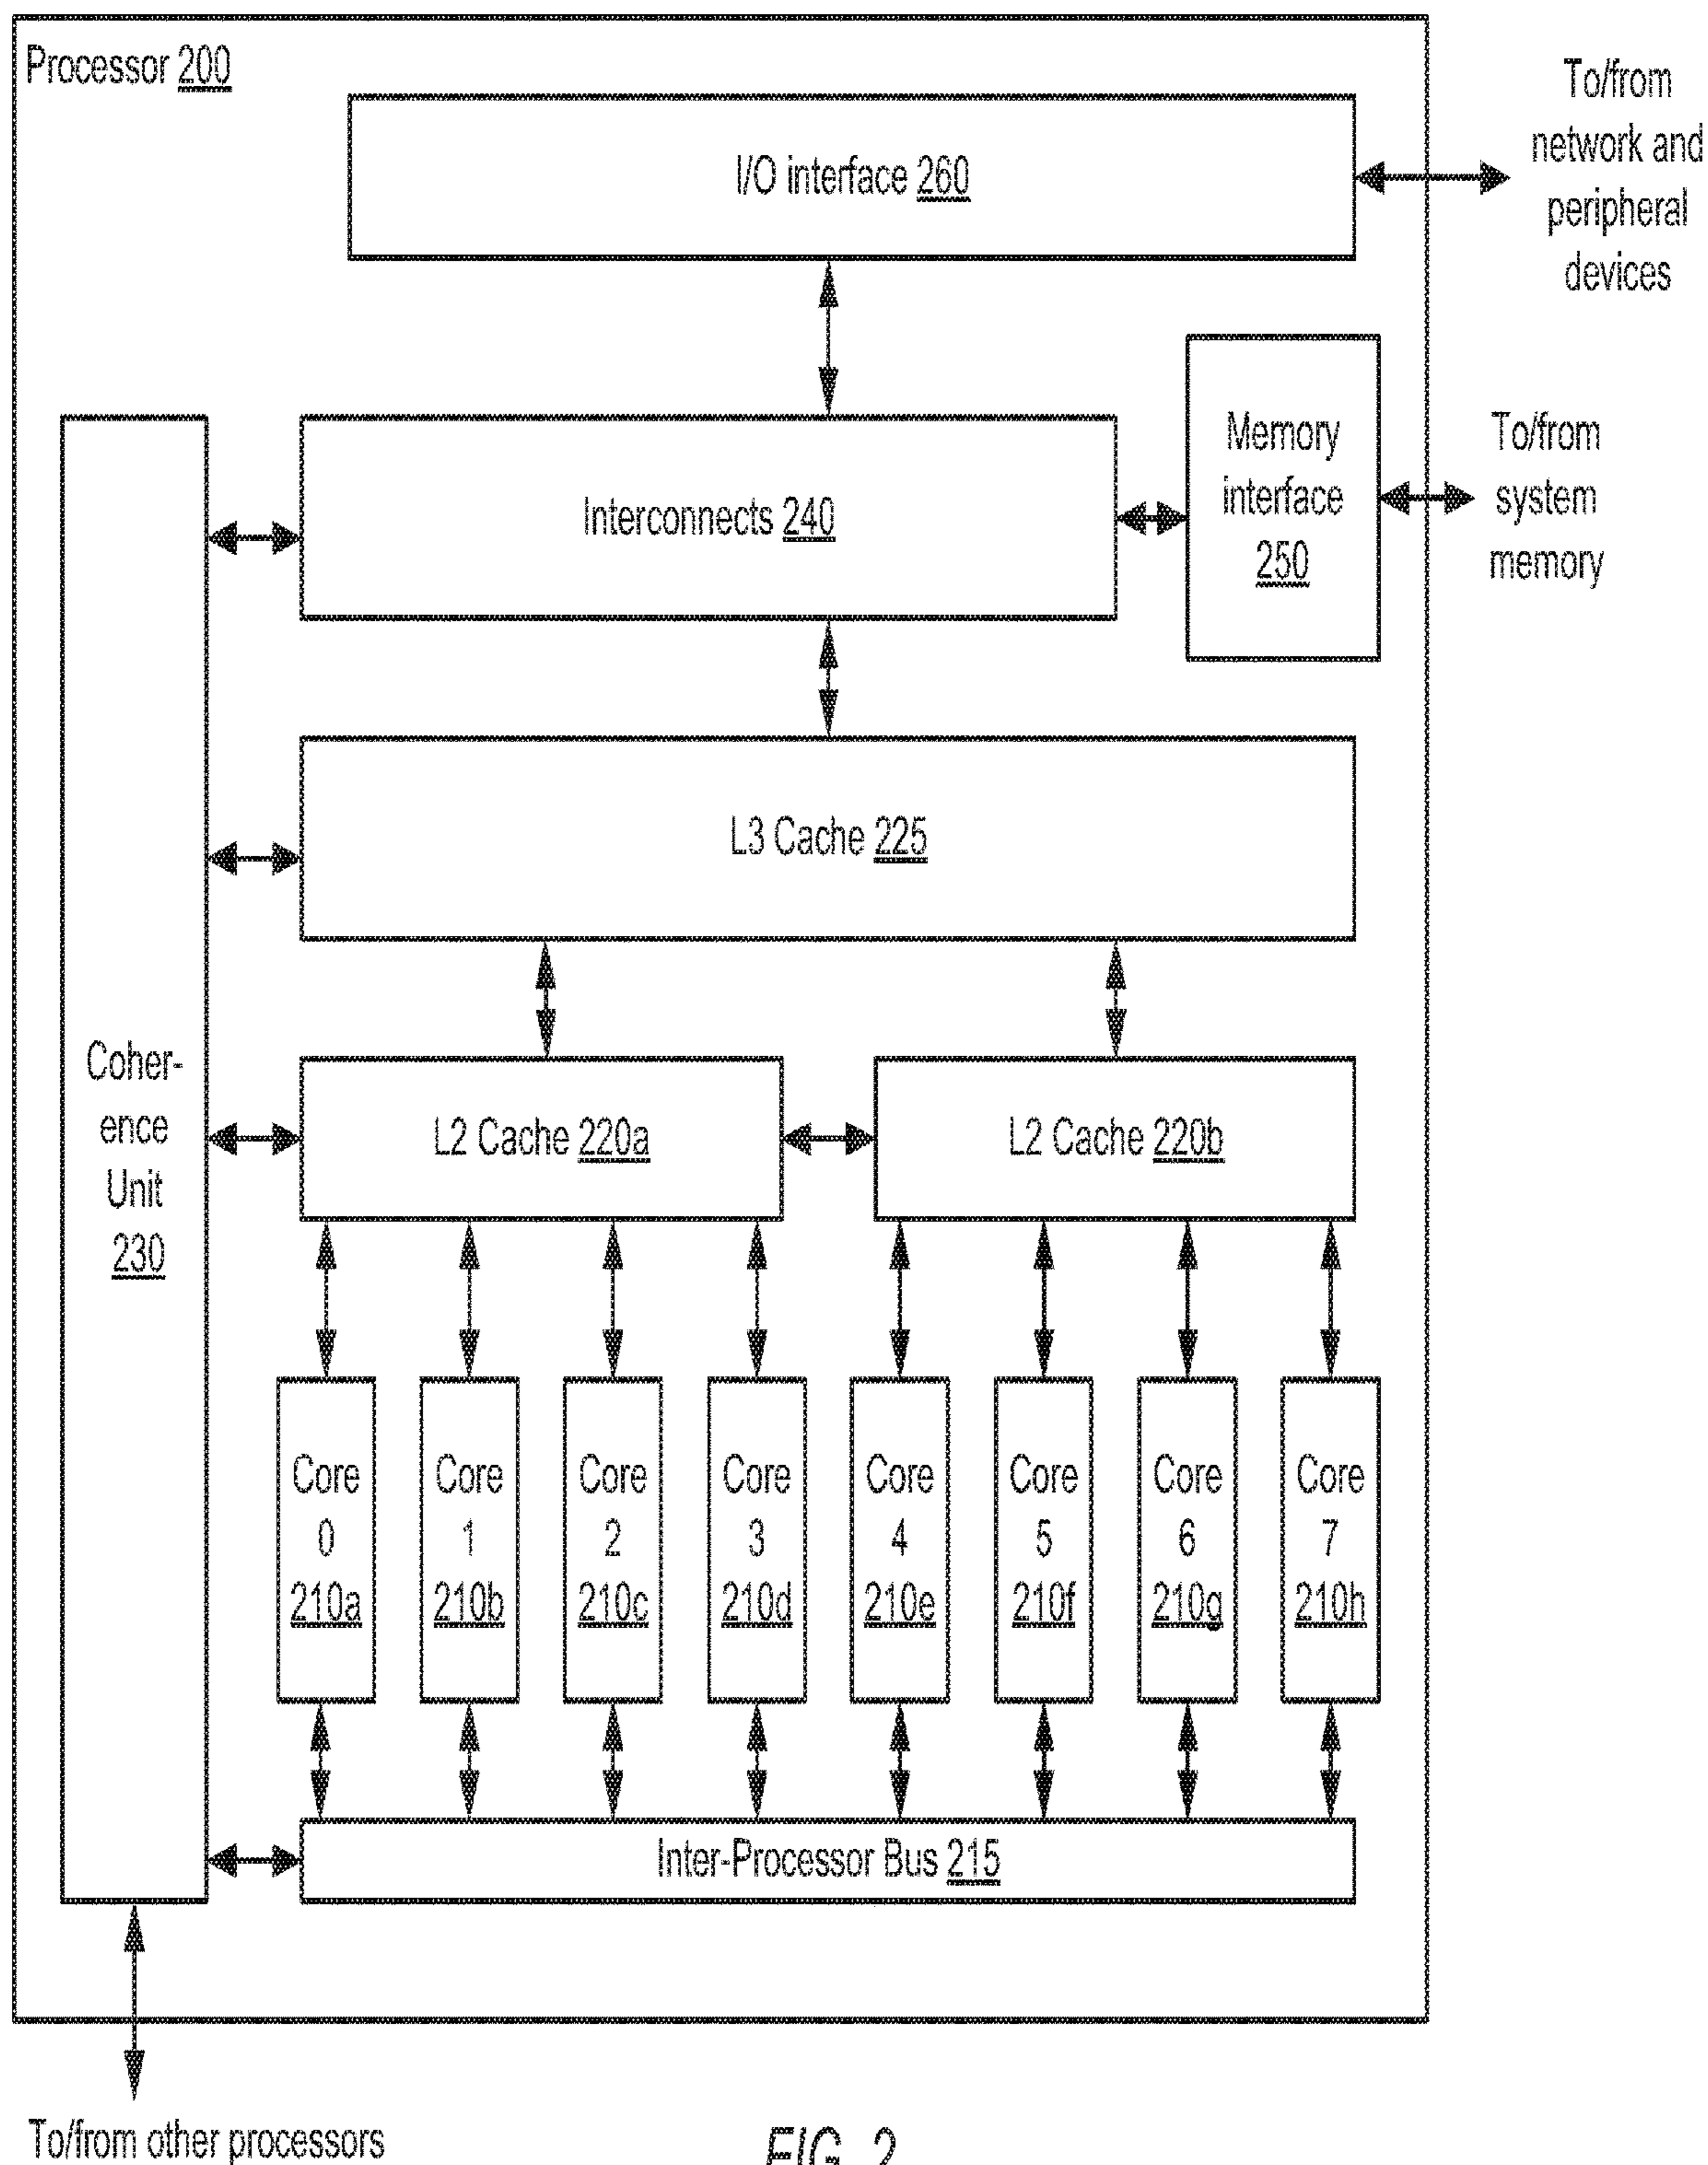 Processor 200
I/O interface 260
To/from
network and
peripheral
devices
Memory
interface
250
To/from
system
memory
Interconnects 240
L3 Cache 225
Coher-
ence
Unit
230
L2 Cache 220a
L2 Cache 220b
Core
0
210a
Core
1
210b
Core
2
210c
Core
3
210d
Core
4
210e
Core
5
210f
Core
6
210g
Core
7
210h
Inter-Processor Bus 215
To/from other processors
FIG. 2